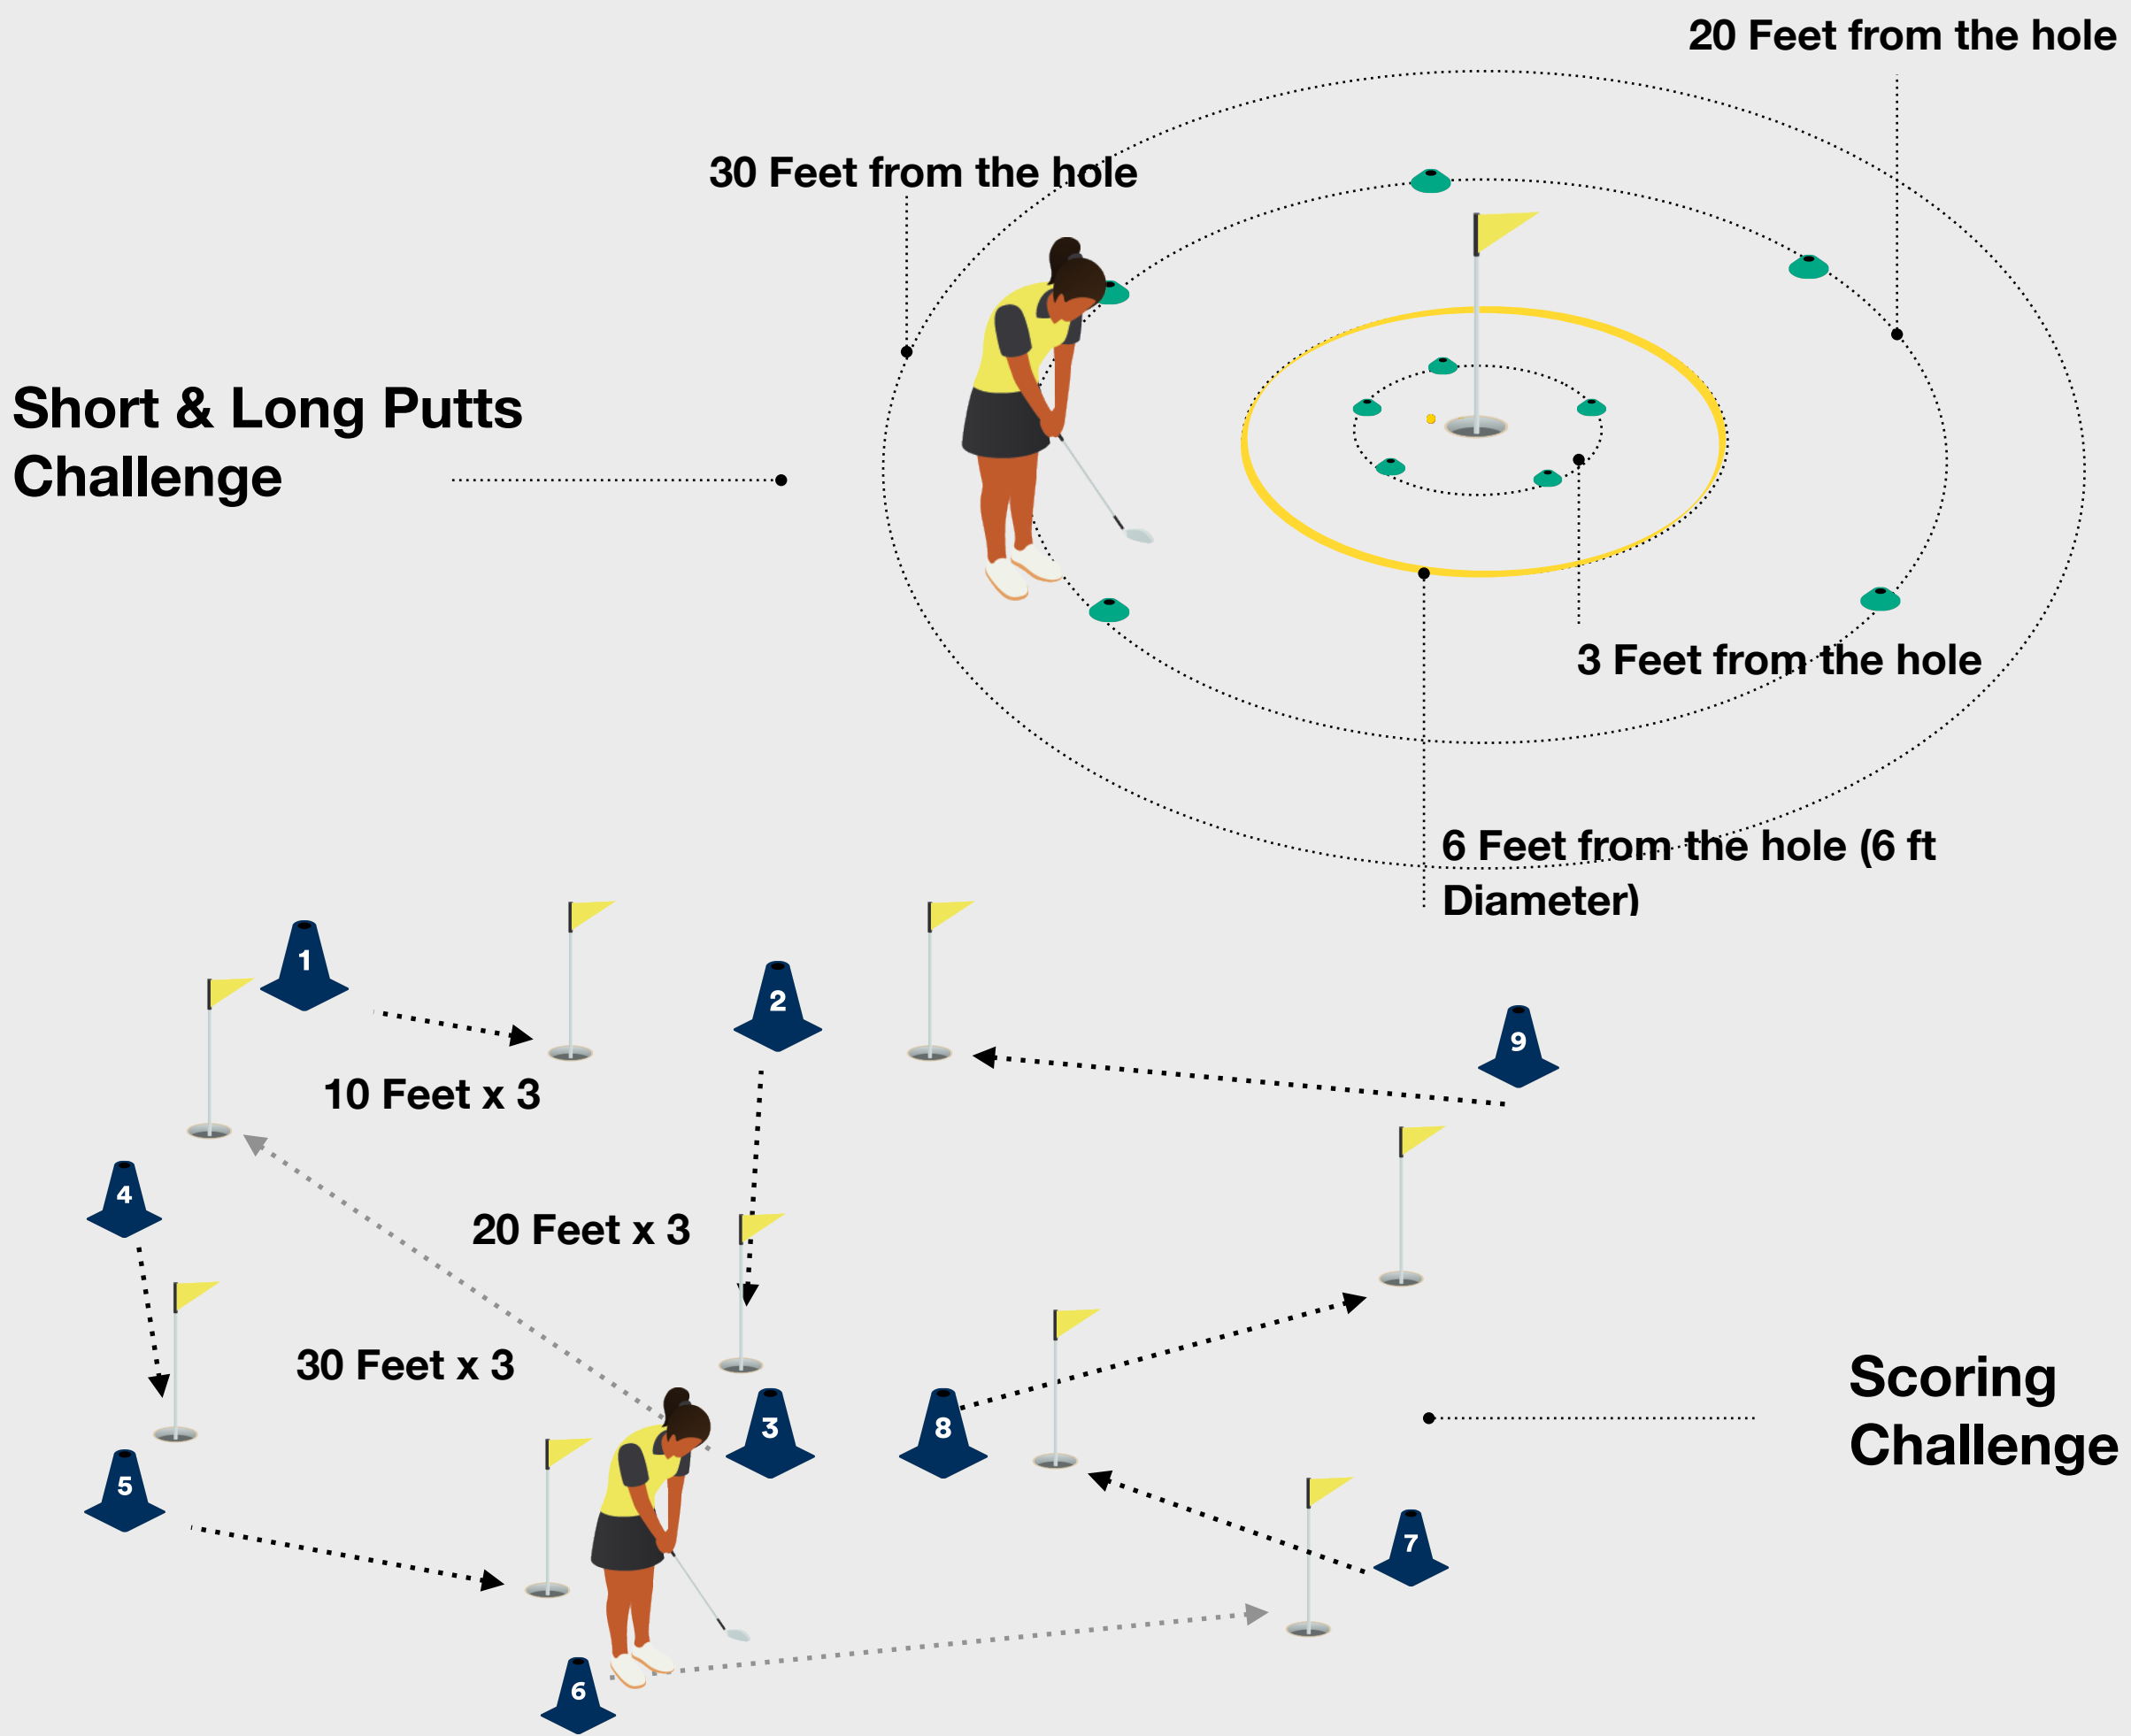 20 Feet from the hole
30 Feet from the hole
Short & Long Putts
Challenge
3 Feet from the hole
6 Feet from the hole (6 ft
Diameter)
1
2
9
10 Feet x 3
4
20 Feet x 3
30 Feet x 3
3
8
Scoring
Challenge
5
7
6